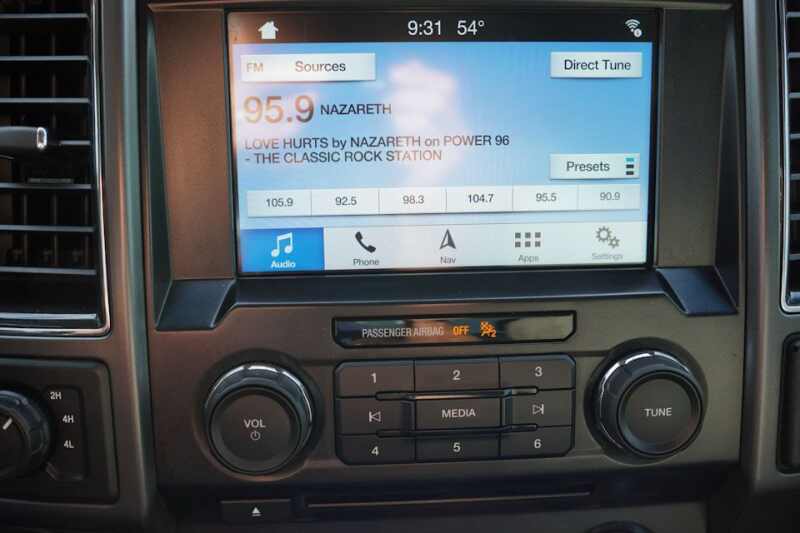 9:31 54°
FM Sources
Direct Tune
95.9 NAZARETH
LOVE HURTS by NAZARETH on POWER 96
- THE CLASSIC ROCK STATION
Presets
105.9 92.5 98.3 104.7 95.5 90.9
Audio Phone Nav Apps Settings
PASSENGER AIRBAG OFF 2
1 2 3
VOL MEDIA TUNE
4 5 6
2H
4H
4L